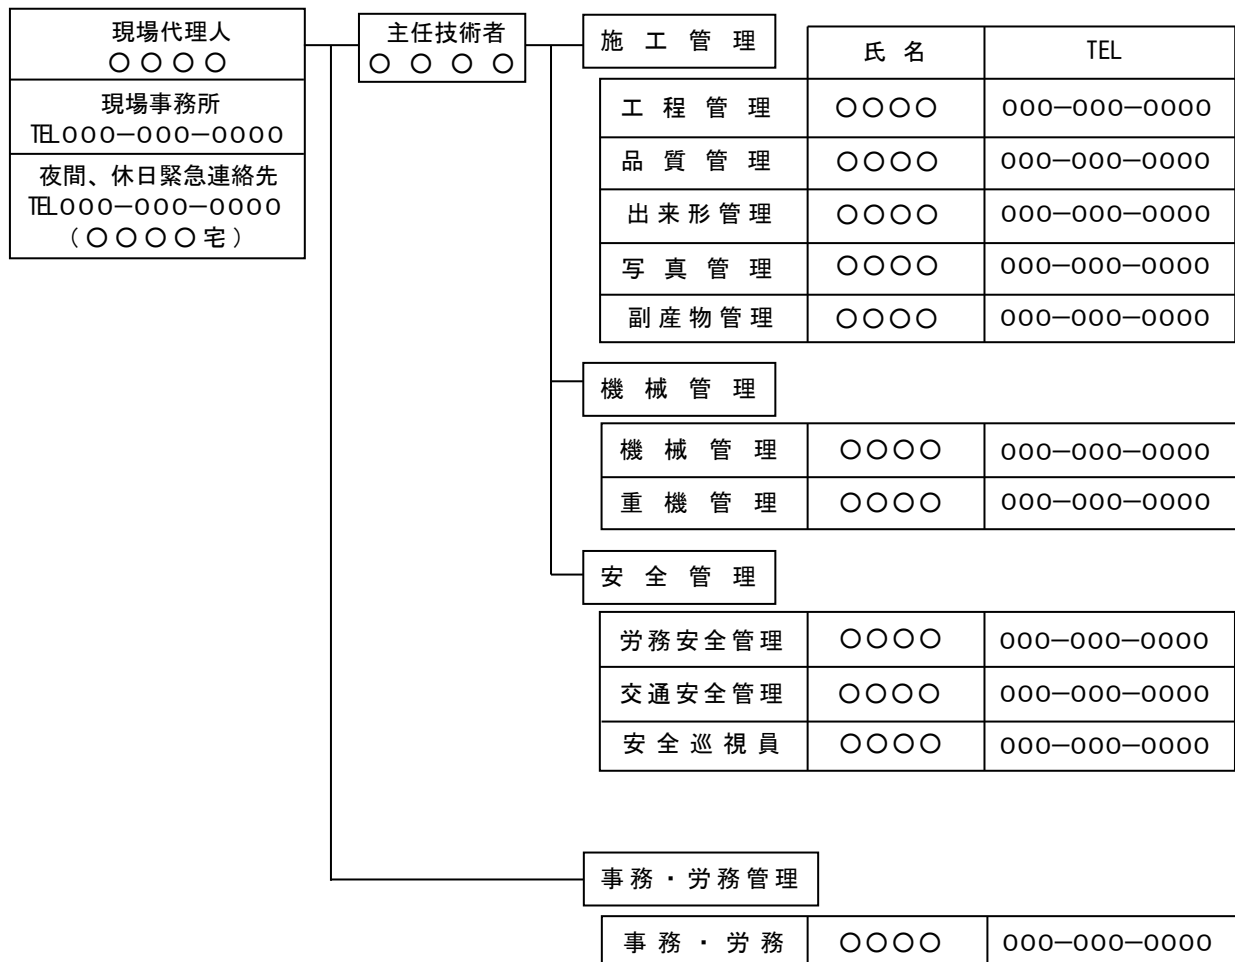 現場代理人
○○○○
現場事務所
TEL000−000−0000
夜間、休日緊急連絡先
TEL000−000−0000
(○○○○宅)
主任技術者
○○○○
施工管理
氏名 TEL
工程管理 ○○○○ 000−000−0000
品質管理 ○○○○ 000−000−0000
出来形管理 ○○○○ 000−000−0000
写真管理 ○○○○ 000−000−0000
副産物管理 ○○○○ 000−000−0000
機械管理
機械管理 ○○○○ 000−000−0000
重機管理 ○○○○ 000−000−0000
安全管理
労務安全管理 ○○○○ 000−000−0000
交通安全管理 ○○○○ 000−000−0000
安全巡視員 ○○○○ 000−000−0000
事務・労務管理
事務・労務 ○○○○ 000−000−0000